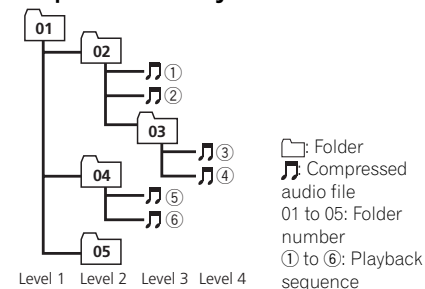 01
02
①
②
03
③
④
04
⑤
⑥
05
Level 1 Level 2 Level 3 Level 4
: Folder
: Compressed
audio file
01 to 05: Folder
number
① to ⑥: Playback
sequence